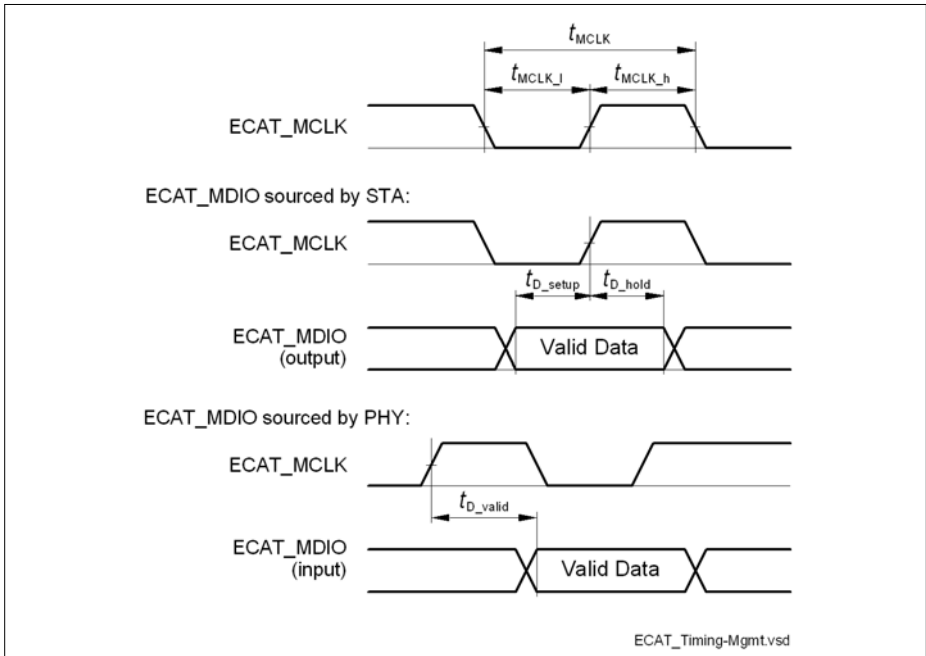 tMCLK
tMCLK_l tMCLK_h
ECAT_MCLK
ECAT_MDIO sourced by STA:
ECAT_MCLK
tD_setup tD_hold
ECAT_MDIO
(output)
Valid Data
ECAT_MDIO sourced by PHY:
ECAT_MCLK
tD_valid
ECAT_MDIO
(input)
Valid Data
ECAT_Timing-Mgmt.vsd